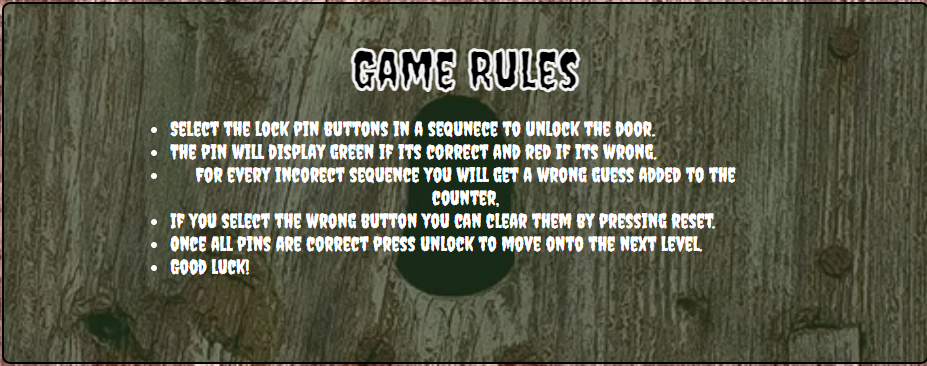 GAME RULES
• SELECT THE LOCK PIN BUTTONS IN A SEQUNECE TO UNLOCK THE DOOR.
• THE PIN WILL DISPLAY GREEN IF ITS CORRECT AND RED IF ITS WRONG.
• FOR EVERY INCORECT SEQUENCE YOU WILL GET A WRONG GUESS ADDED TO THE
COUNTER,
• IF YOU SELECT THE WRONG BUTTON YOU CAN CLEAR THEM BY PRESSING RESET.
• ONCE ALL PINS ARE CORRECT PRESS UNLOCK TO MOVE ONTO THE NEXT LEVEL
• GOOD LUCK!